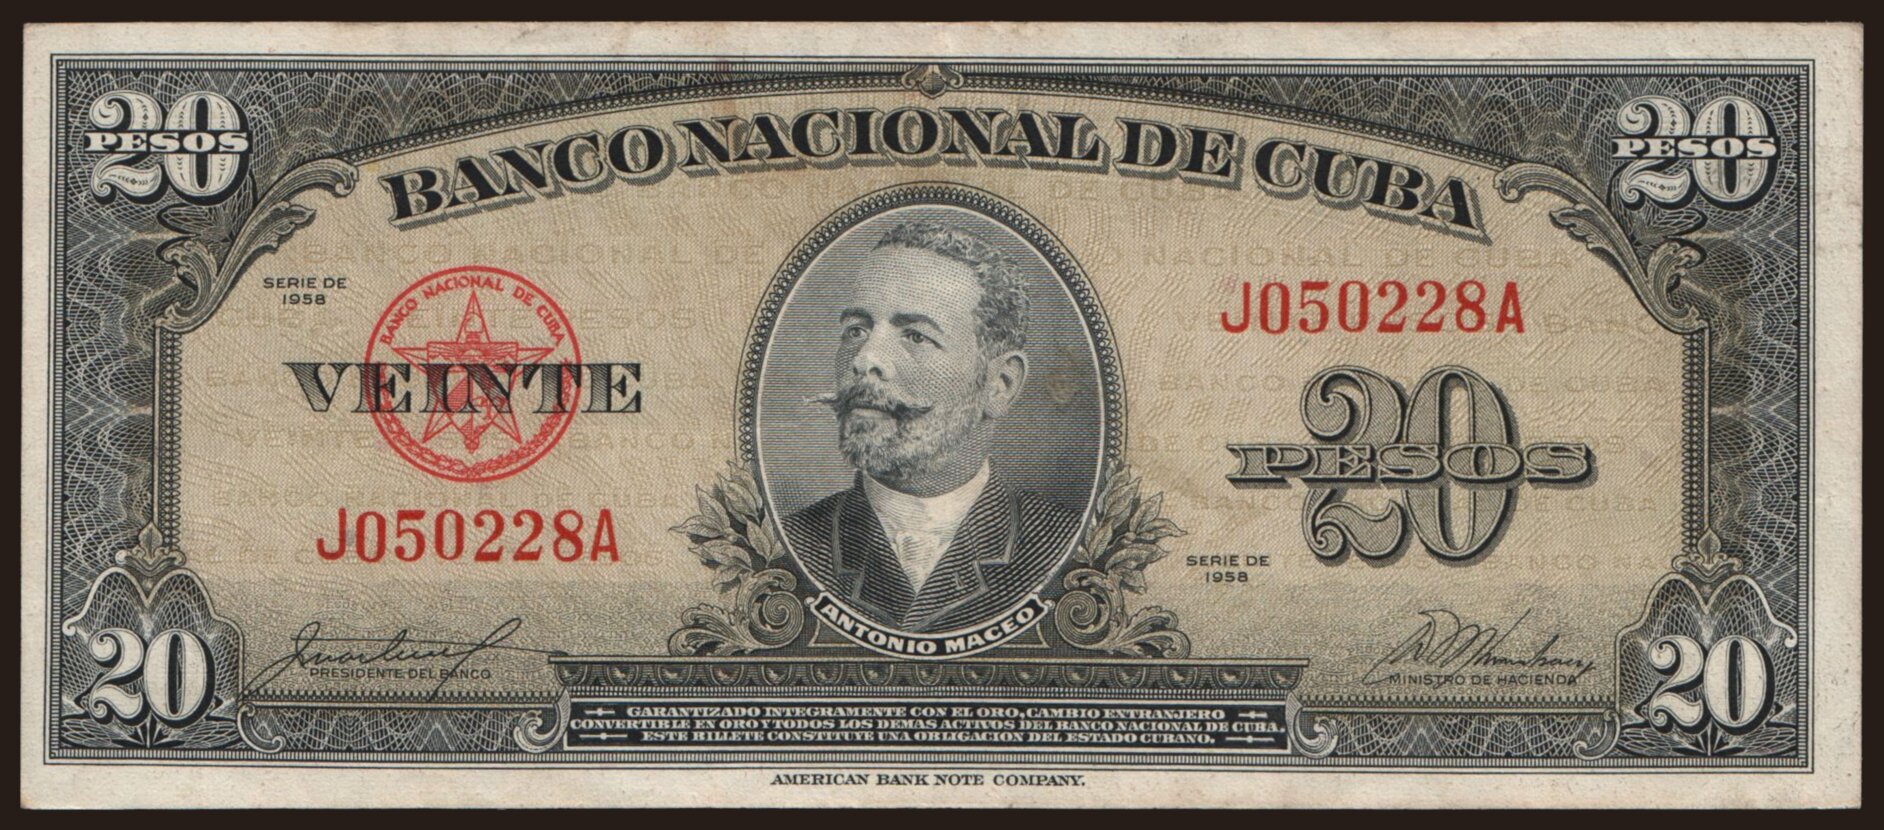 20
PESOS
20
PESOS
BANCO NACIONAL DE CUBA
SERIE DE
1958
BANCO NACIONAL DE CUBA
VEINTE
J050228A
J050228A
20
PESOS
SERIE DE
1958
ANTONIO MACEO
PRESIDENTE DEL BANCO
MINISTRO DE HACIENDA
20
20
GARANTIZADO INTEGRAMENTE CON EL ORO, CAMBIO EXTRANJERO
CONVERTIBLE EN ORO Y TODOS LOS DEMAS ACTIVOS DEL BANCO NACIONAL DE CUBA.
ESTE BILLETE CONSTITUYE UNA OBLIGACION DEL ESTADO CUBANO.
AMERICAN BANK NOTE COMPANY.